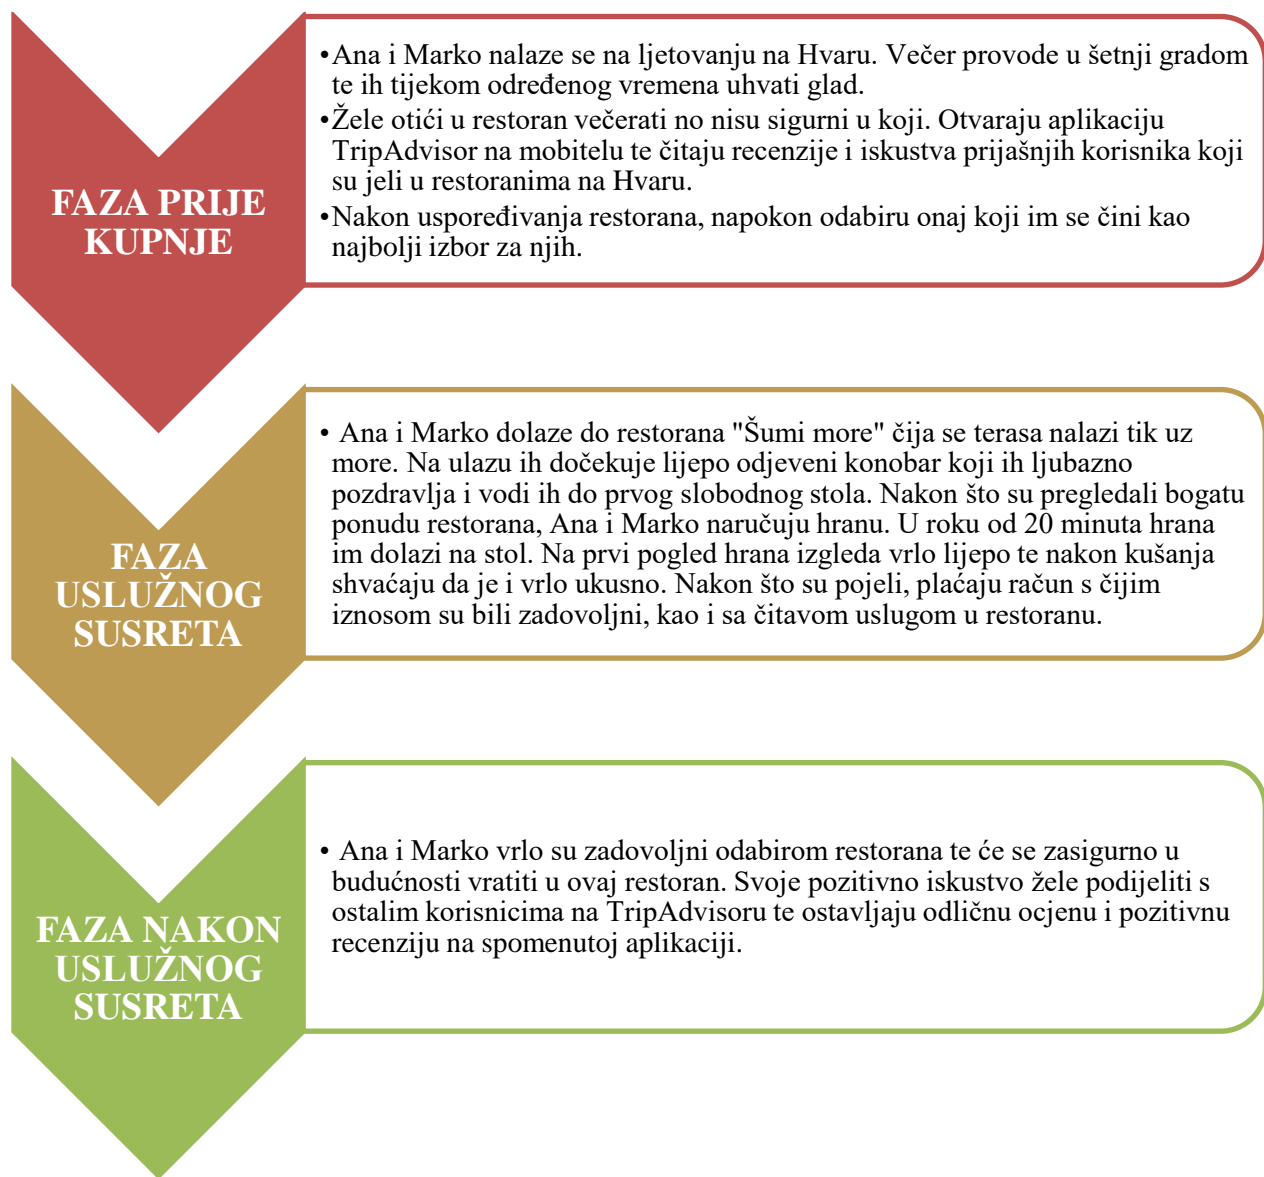 FAZA PRIJE
KUPNJE
•Ana i Marko nalaze se na ljetovanju na Hvaru. Večer provode u šetnji gradom
te ih tijekom određenog vremena uhvati glad.
•Žele otići u restoran večerati no nisu sigurni u koji. Otvaraju aplikaciju
TripAdvisor na mobitelu te čitaju recenzije i iskustva prijašnjih korisnika koji
su jeli u restoranima na Hvaru.
•Nakon uspoređivanja restorana, napokon odabiru onaj koji im se čini kao
najbolji izbor za njih.
FAZA
USLUŽNOG
SUSRETA
• Ana i Marko dolaze do restorana "Šumi more" čija se terasa nalazi tik uz
more. Na ulazu ih dočekuje lijepo odjeveni konobar koji ih ljubazno
pozdravlja i vodi ih do prvog slobodnog stola. Nakon što su pregledali bogatu
ponudu restorana, Ana i Marko naručuju hranu. U roku od 20 minuta hrana
im dolazi na stol. Na prvi pogled hrana izgleda vrlo lijepo te nakon kušanja
shvaćaju da je i vrlo ukusno. Nakon što su pojeli, plaćaju račun s čijim
iznosom su bili zadovoljni, kao i sa čitavom uslugom u restoranu.
FAZA NAKON
USLUŽNOG
SUSRETA
• Ana i Marko vrlo su zadovoljni odabirom restorana te će se zasigurno u
budućnosti vratiti u ovaj restoran. Svoje pozitivno iskustvo žele podijeliti s
ostalim korisnicima na TripAdvisoru te ostavljaju odličnu ocjenu i pozitivnu
recenziju na spomenutoj aplikaciji.